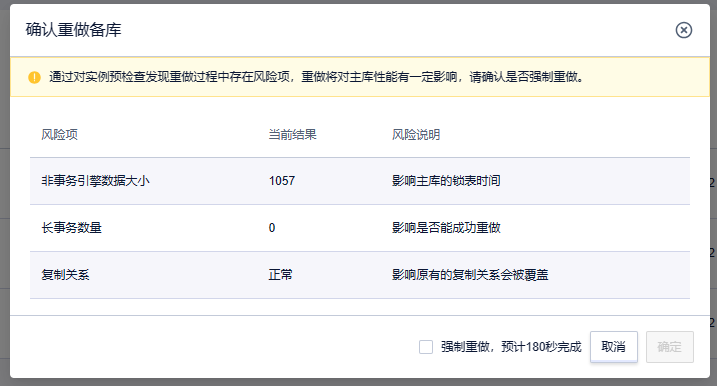 确认重做备库
通过对实例预检查发现重做过程中存在风险项，重做将对主库性能有一定影响，请确认是否强制重做。
风险项 当前结果 风险说明
非事务引擎数据大小 1057 影响主库的锁表时间
2
长事务数量 0 影响是否能成功重做
2
复制关系 正常 影响原有的复制关系会被覆盖
2
强制重做，预计180秒完成 取消 确定